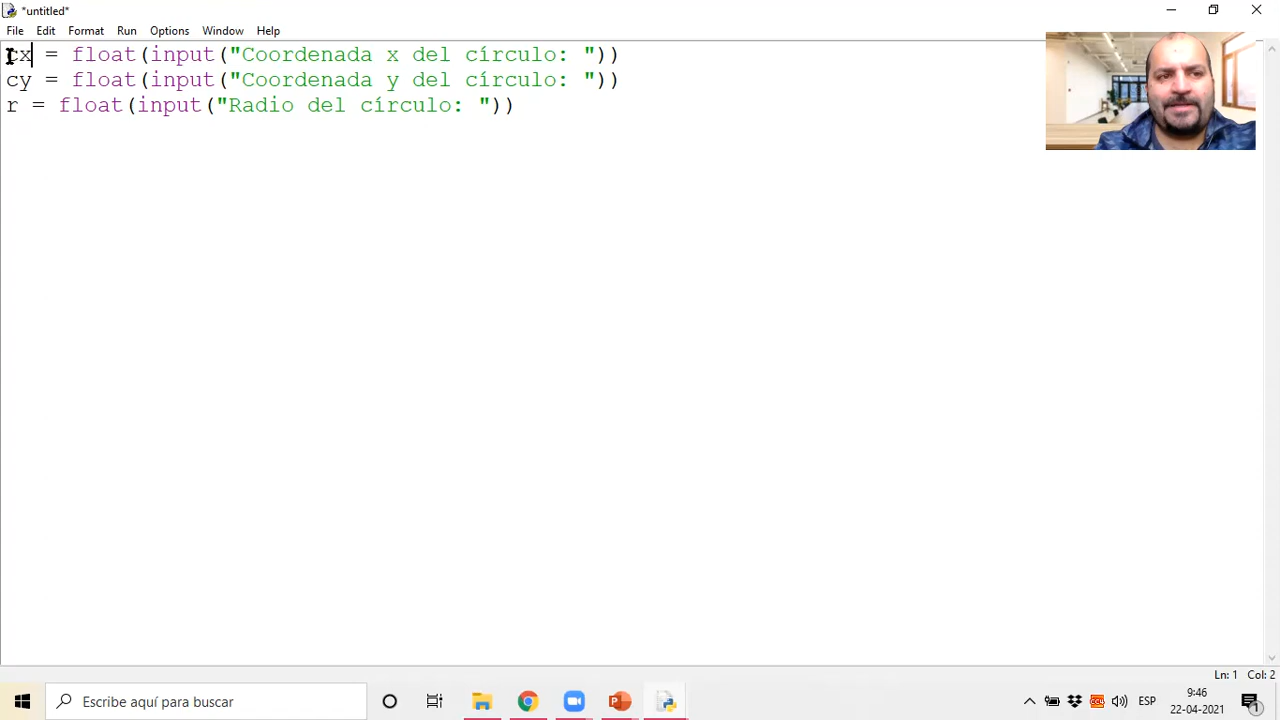 *untitled*
File Edit Format Run Options Window Help
cx = float(input("Coordenada x del círculo: "))
cy = float(input("Coordenada y del círculo: "))
r = float(input("Radio del círculo: "))
Ln: 1 Col: 2
Escribe aquí para buscar
ESP
9:46
22-04-2021
1